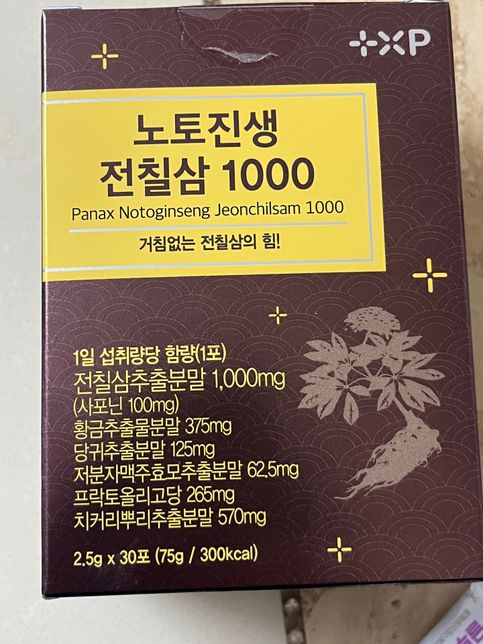 +XP
노토진생
전칠삼 1000
Panax Notoginseng Jeonchilsam 1000
거침없는 전칠삼의 힘!
1일 섭취량당 함량(1포)
전칠삼추출분말 1,000mg
(사포닌 100mg)
황금추출물분말 375mg
당귀추출분말 125mg
저분자맥주효모추출분말 62.5mg
프락토올리고당 265mg
치커리뿌리추출분말 570mg
2.5g x 30포 (75g / 300kcal)